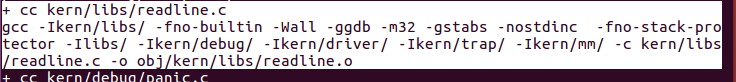 + cc kern/libs/readline.c
gcc -Ikern/libs/ -fno-builtin -Wall -ggdb -m32 -gstabs -nostdinc  -fno-stack-pro
tector -Ilibs/ -Ikern/debug/ -Ikern/driver/ -Ikern/trap/ -Ikern/mm/ -c kern/libs
/readline.c -o obj/kern/libs/readline.o
+ cc kern/debug/panic.c